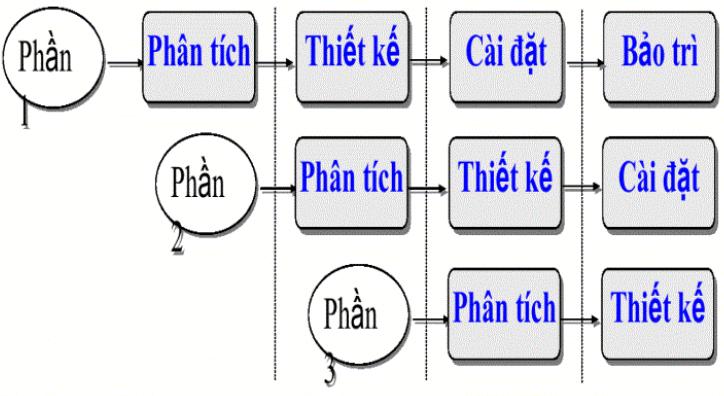 Phần
1
Phân tích
Thiết kế
Cài đặt
Bảo trì
Phần
2
Phân tích
Thiết kế
Cài đặt
Phần
3
Phân tích
Thiết kế